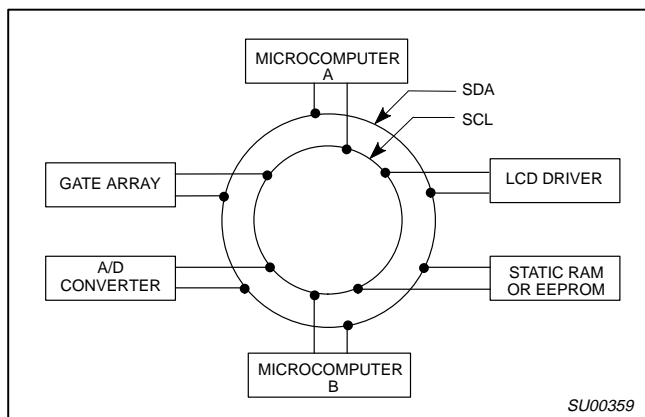 MICROCOMPUTER
A
SDA
SCL
GATE ARRAY
LCD DRIVER
A/D
CONVERTER
STATIC RAM
OR EEPROM
MICROCOMPUTER
B
SU00359